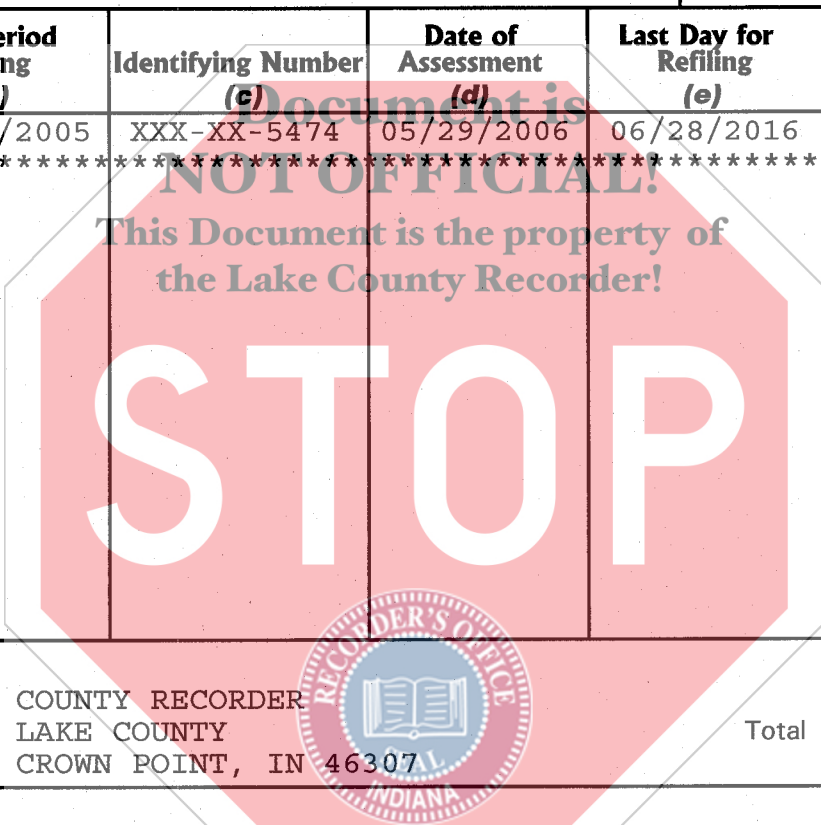 eriod
ng
)
Identifying Number
(c)
Date of
Assessment
(d)
Last Day for
Refiling
(e)
/2005 XXX-XX-5474 05/29/2006 06/28/2016
****************************************************
Document is
NOT OFFICIAL!
This Document is the property of
the Lake County Recorder!
STOP
RECORDER'S OFFICE
SEAL
INDIANA
COUNTY RECORDER
LAKE COUNTY
CROWN POINT, IN 46307
Total